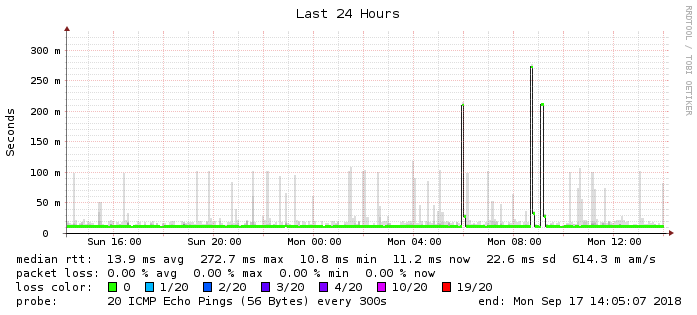 Last 24 Hours
RRDTOOL / TOBI OETIKER
Seconds
300 m
250 m
200 m
150 m
100 m
50 m
0
Sun 16:00 Sun 20:00 Mon 00:00 Mon 04:00 Mon 08:00 Mon 12:00
median rtt: 13.9 ms avg 272.7 ms max 10.8 ms min 11.2 ms now 22.6 ms sd 614.3 m am/s
packet loss: 0.00 % avg 0.00 % max 0.00 % min 0.00 % now
loss color: 0 1/20 2/20 3/20 4/20 10/20 19/20
probe: 20 ICMP Echo Pings (56 Bytes) every 300s end: Mon Sep 17 14:05:07 2018